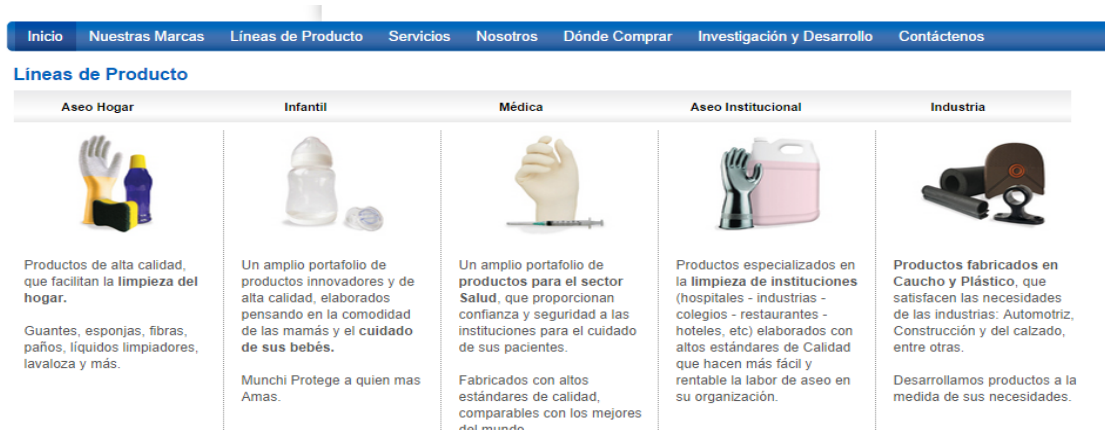 Inicio Nuestras Marcas Líneas de Producto Servicios Nosotros Dónde Comprar Investigación y Desarrollo Contáctenos
Líneas de Producto
Aseo Hogar
Productos de alta calidad,
que facilitan la limpieza del
hogar.
Guantes, esponjas, fibras,
paños, líquidos limpiadores,
lavaloza y más.
Infantil
Un amplio portafolio de
productos innovadores y de
alta calidad, elaborados
pensando en la comodidad
de las mamás y el cuidado
de sus bebés.
Munchi Protege a quien mas
Amas.
Médica
Un amplio portafolio de
productos para el sector
Salud, que proporcionan
confianza y seguridad a las
instituciones para el cuidado
de sus pacientes.
Fabricados con altos
estándares de calidad,
comparables con los mejores
del mundo
Aseo Institucional
Productos especializados en
la limpieza de instituciones
(hospitales - industrias -
colegios - restaurantes -
hoteles, etc) elaborados con
altos estándares de Calidad
que hacen más fácil y
rentable la labor de aseo en
su organización.
Industria
Productos fabricados en
Caucho y Plástico, que
satisfacen las necesidades
de las industrias: Automotriz,
Construcción y del calzado,
entre otras.
Desarrollamos productos a la
medida de sus necesidades.